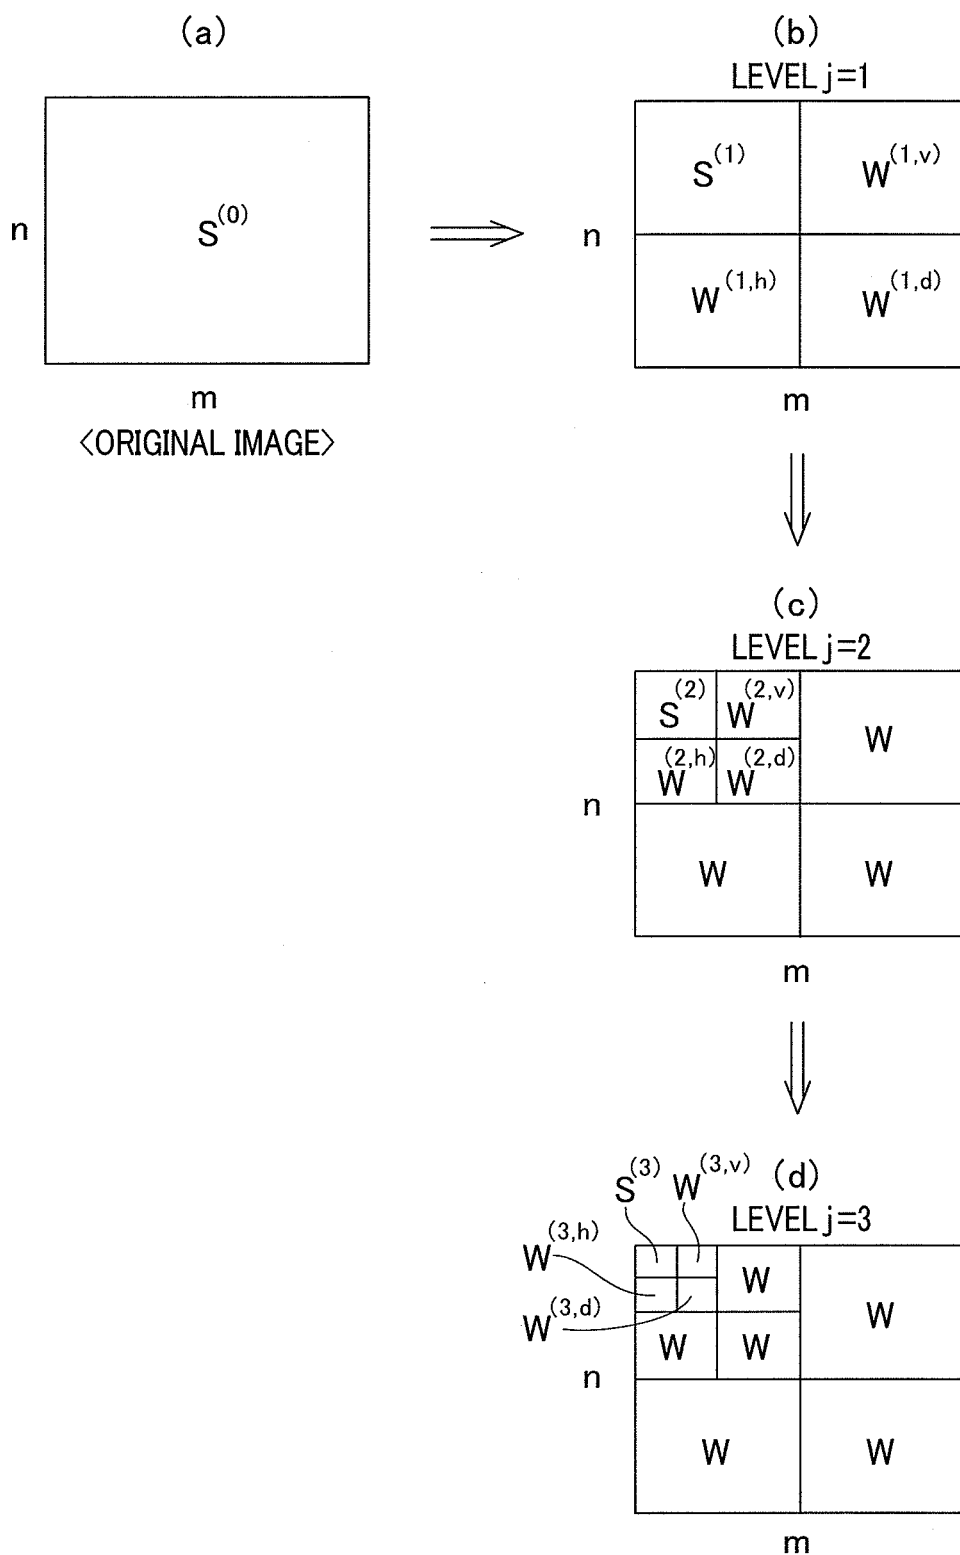 (a)
S^(0)
n
m
<ORIGINAL IMAGE>
(b)
LEVEL j=1
S^(1) W^(1,v)
n
W^(1,h) W^(1,d)
m
(c)
LEVEL j=2
S^(2) W^(2,v)
W
W^(2,h) W^(2,d)
n
W W
m
(d)
S^(3) W^(3,v)
LEVEL j=3
W^(3,h)
W
W
W^(3,d)
W W
n
W W
m